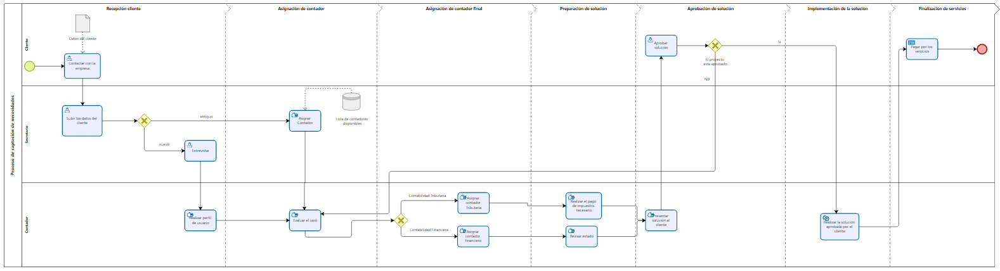 Recepción cliente
Asignación de contador
Asignación de contador final
Preparación de solución
Aprobación de solución
Implementación de la solución
Finalización de servicios
Proceso de captación de necesidades
Cliente
Datos del cliente
Contactar con la
empresa
Aprobar
solución
El proyecto
esta aprobado
Si
No
Pagar por los
servicios
Secretario
Subir los datos del
cliente
antiguo
nuevo
Entrevistar
Asignar
Contador
Lista de contadores
disponibles
Contador
Realizar perfil
de usuario
Evaluar el caso
Contabilidad Tributaria
Contabilidad Financiera
Asignar
contador
Tributaria
Asignar
contador
financiero
Realizar el pago
de impuestos
necesario
Revisar estado
Presentar
solución al
cliente
Realizar la solución
aprobada por el
cliente